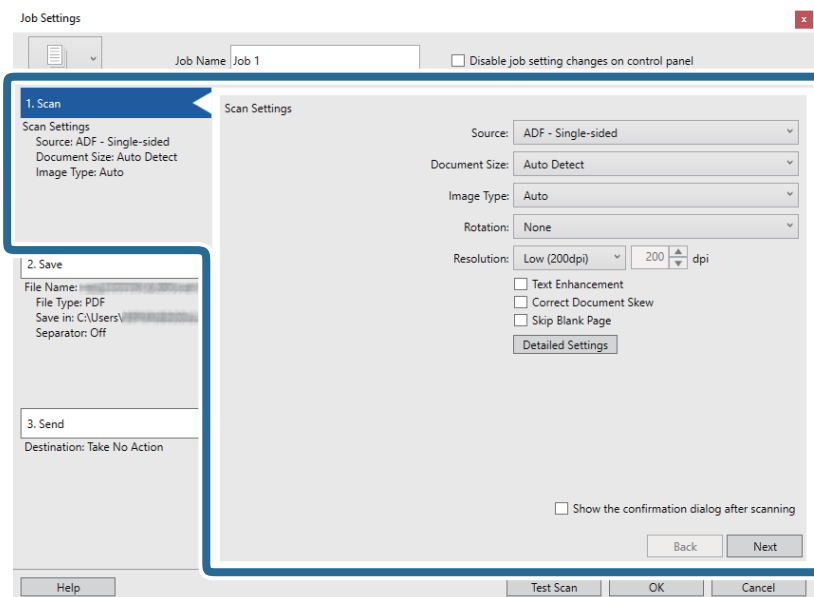 Job Settings
Job Name Job 1
Disable job setting changes on control panel
1. Scan
Scan Settings
Source: ADF - Single-sided
Document Size: Auto Detect
Image Type: Auto
2. Save
File Name:
File Type: PDF
Save in: C:\Users\
Separator: Off
3. Send
Destination: Take No Action
Scan Settings
Source: ADF - Single-sided
Document Size: Auto Detect
Image Type: Auto
Rotation: None
Resolution: Low (200dpi) 200 dpi
Text Enhancement
Correct Document Skew
Skip Blank Page
Detailed Settings
Show the confirmation dialog after scanning
Back Next
Help Test Scan OK Cancel